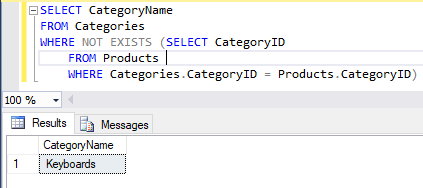 SELECT CategoryName
FROM Categories
WHERE NOT EXISTS (SELECT CategoryID
FROM Products
WHERE Categories.CategoryID = Products.CategoryID)
100 %
Results Messages
CategoryName
1 Keyboards